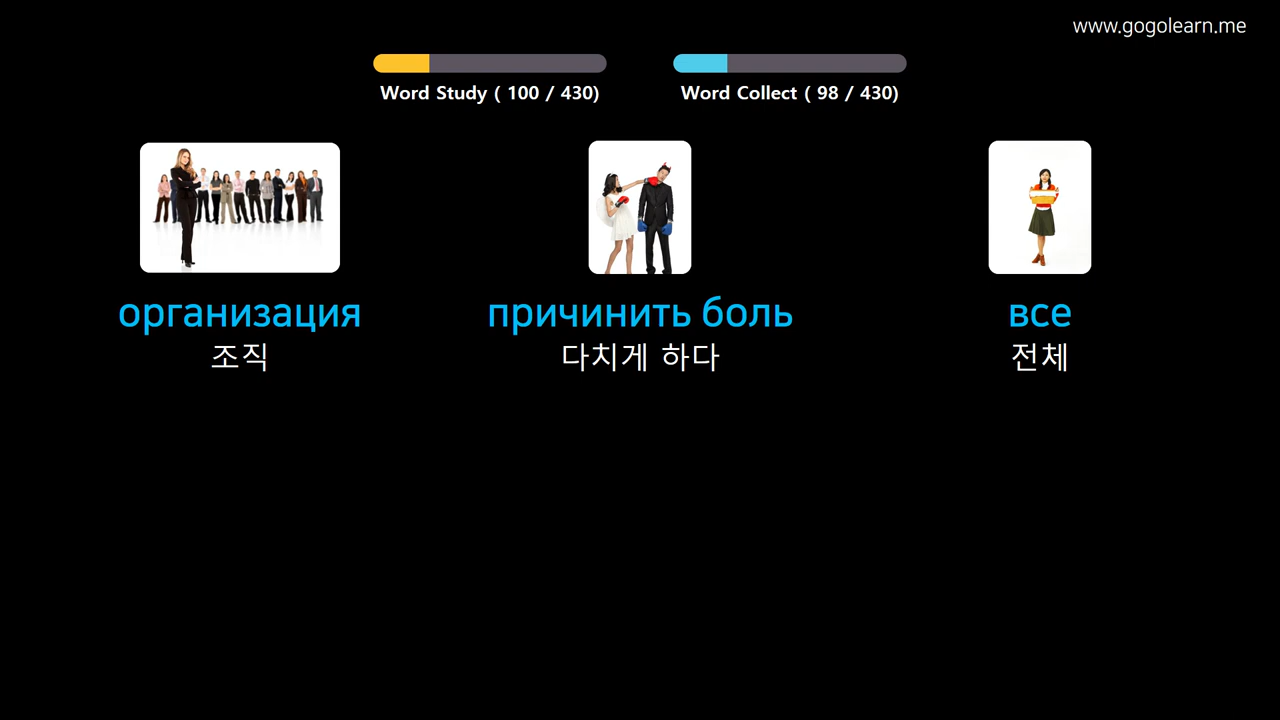 www.gogolearn.me
Word Study ( 100 / 430)
Word Collect ( 98 / 430)
организация
причинить боль
все
조직
다치게 하다
전체